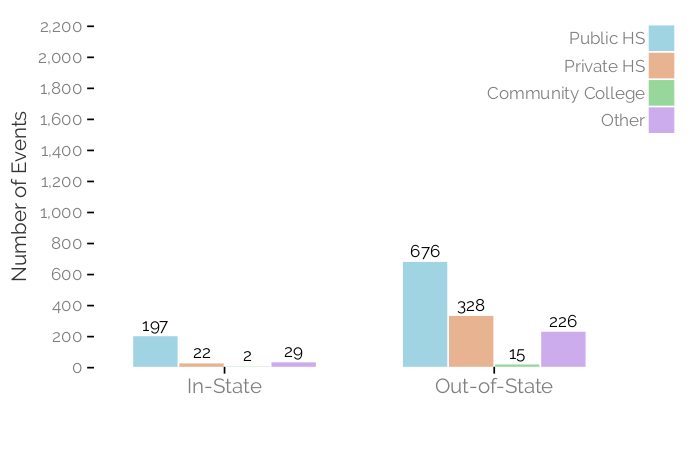 Number of Events
2,200
2,000
1,800
1,600
1,400
1,200
1,000
800
600
400
200
0
Public HS
Private HS
Community College
Other
197
22
2
29
676
328
15
226
In-State
Out-of-State